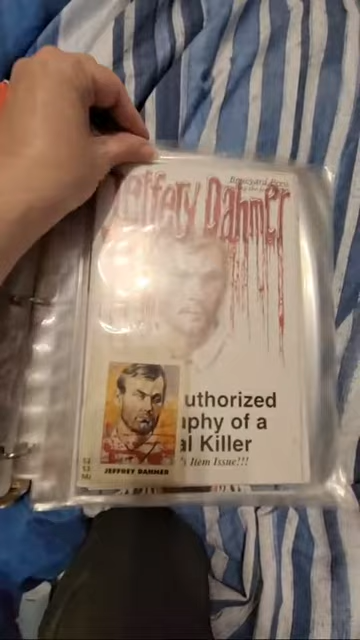 Jeffery Dahmer
uthorized
aphy of a
al Killer
Item Issue!!!
JEFFREY DAHMER